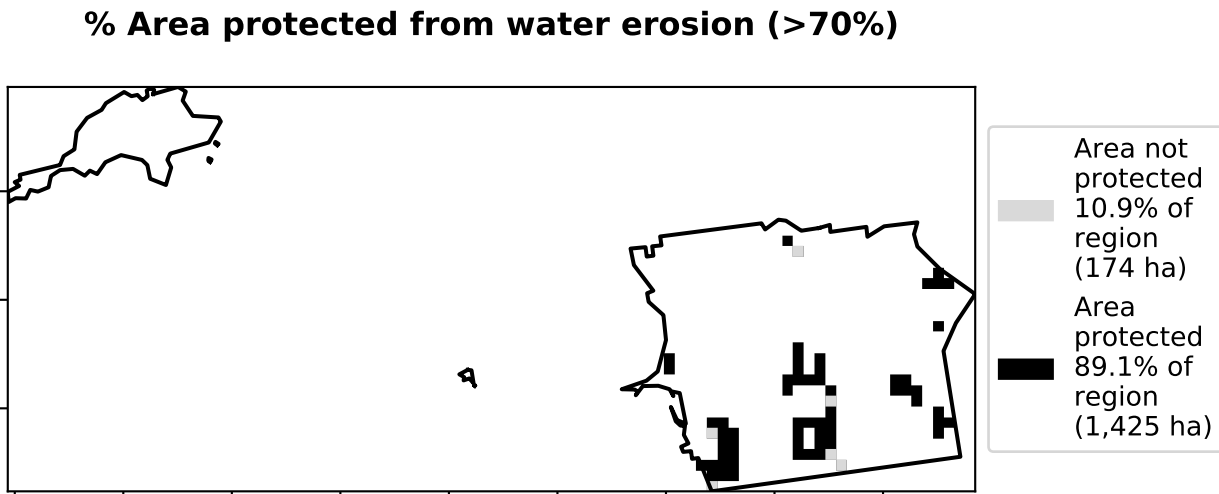 % Area protected from water erosion (>70%)
Area not
protected
10.9% of
region
(174 ha)
Area
protected
89.1% of
region
(1,425 ha)